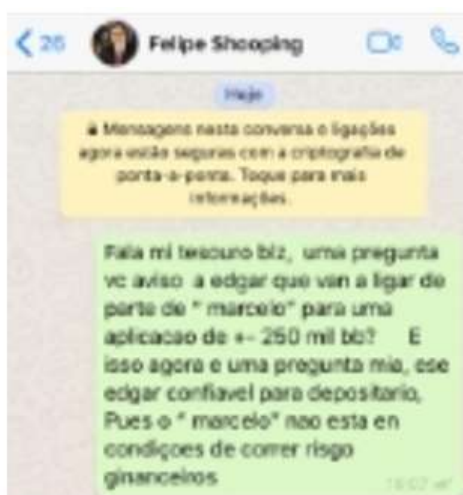 26 Felipe Shooping
Hoje
Mensagens nesta conversa e ligações
agora estão seguras com a criptografia de
ponta-a-ponta. Toque para mais
informações.
Fala mi tesouro blz, uma pregunta
vc aviso a edgar que van a ligar de
parte de " marcelo" para uma
aplicacao de +- 250 mil bb? E
isso agora e uma pregunta mia, ese
edgar confiavel para depositario,
Pues o " marcelo" nao esta en
condiçoes de correr risgo
ginanceiros